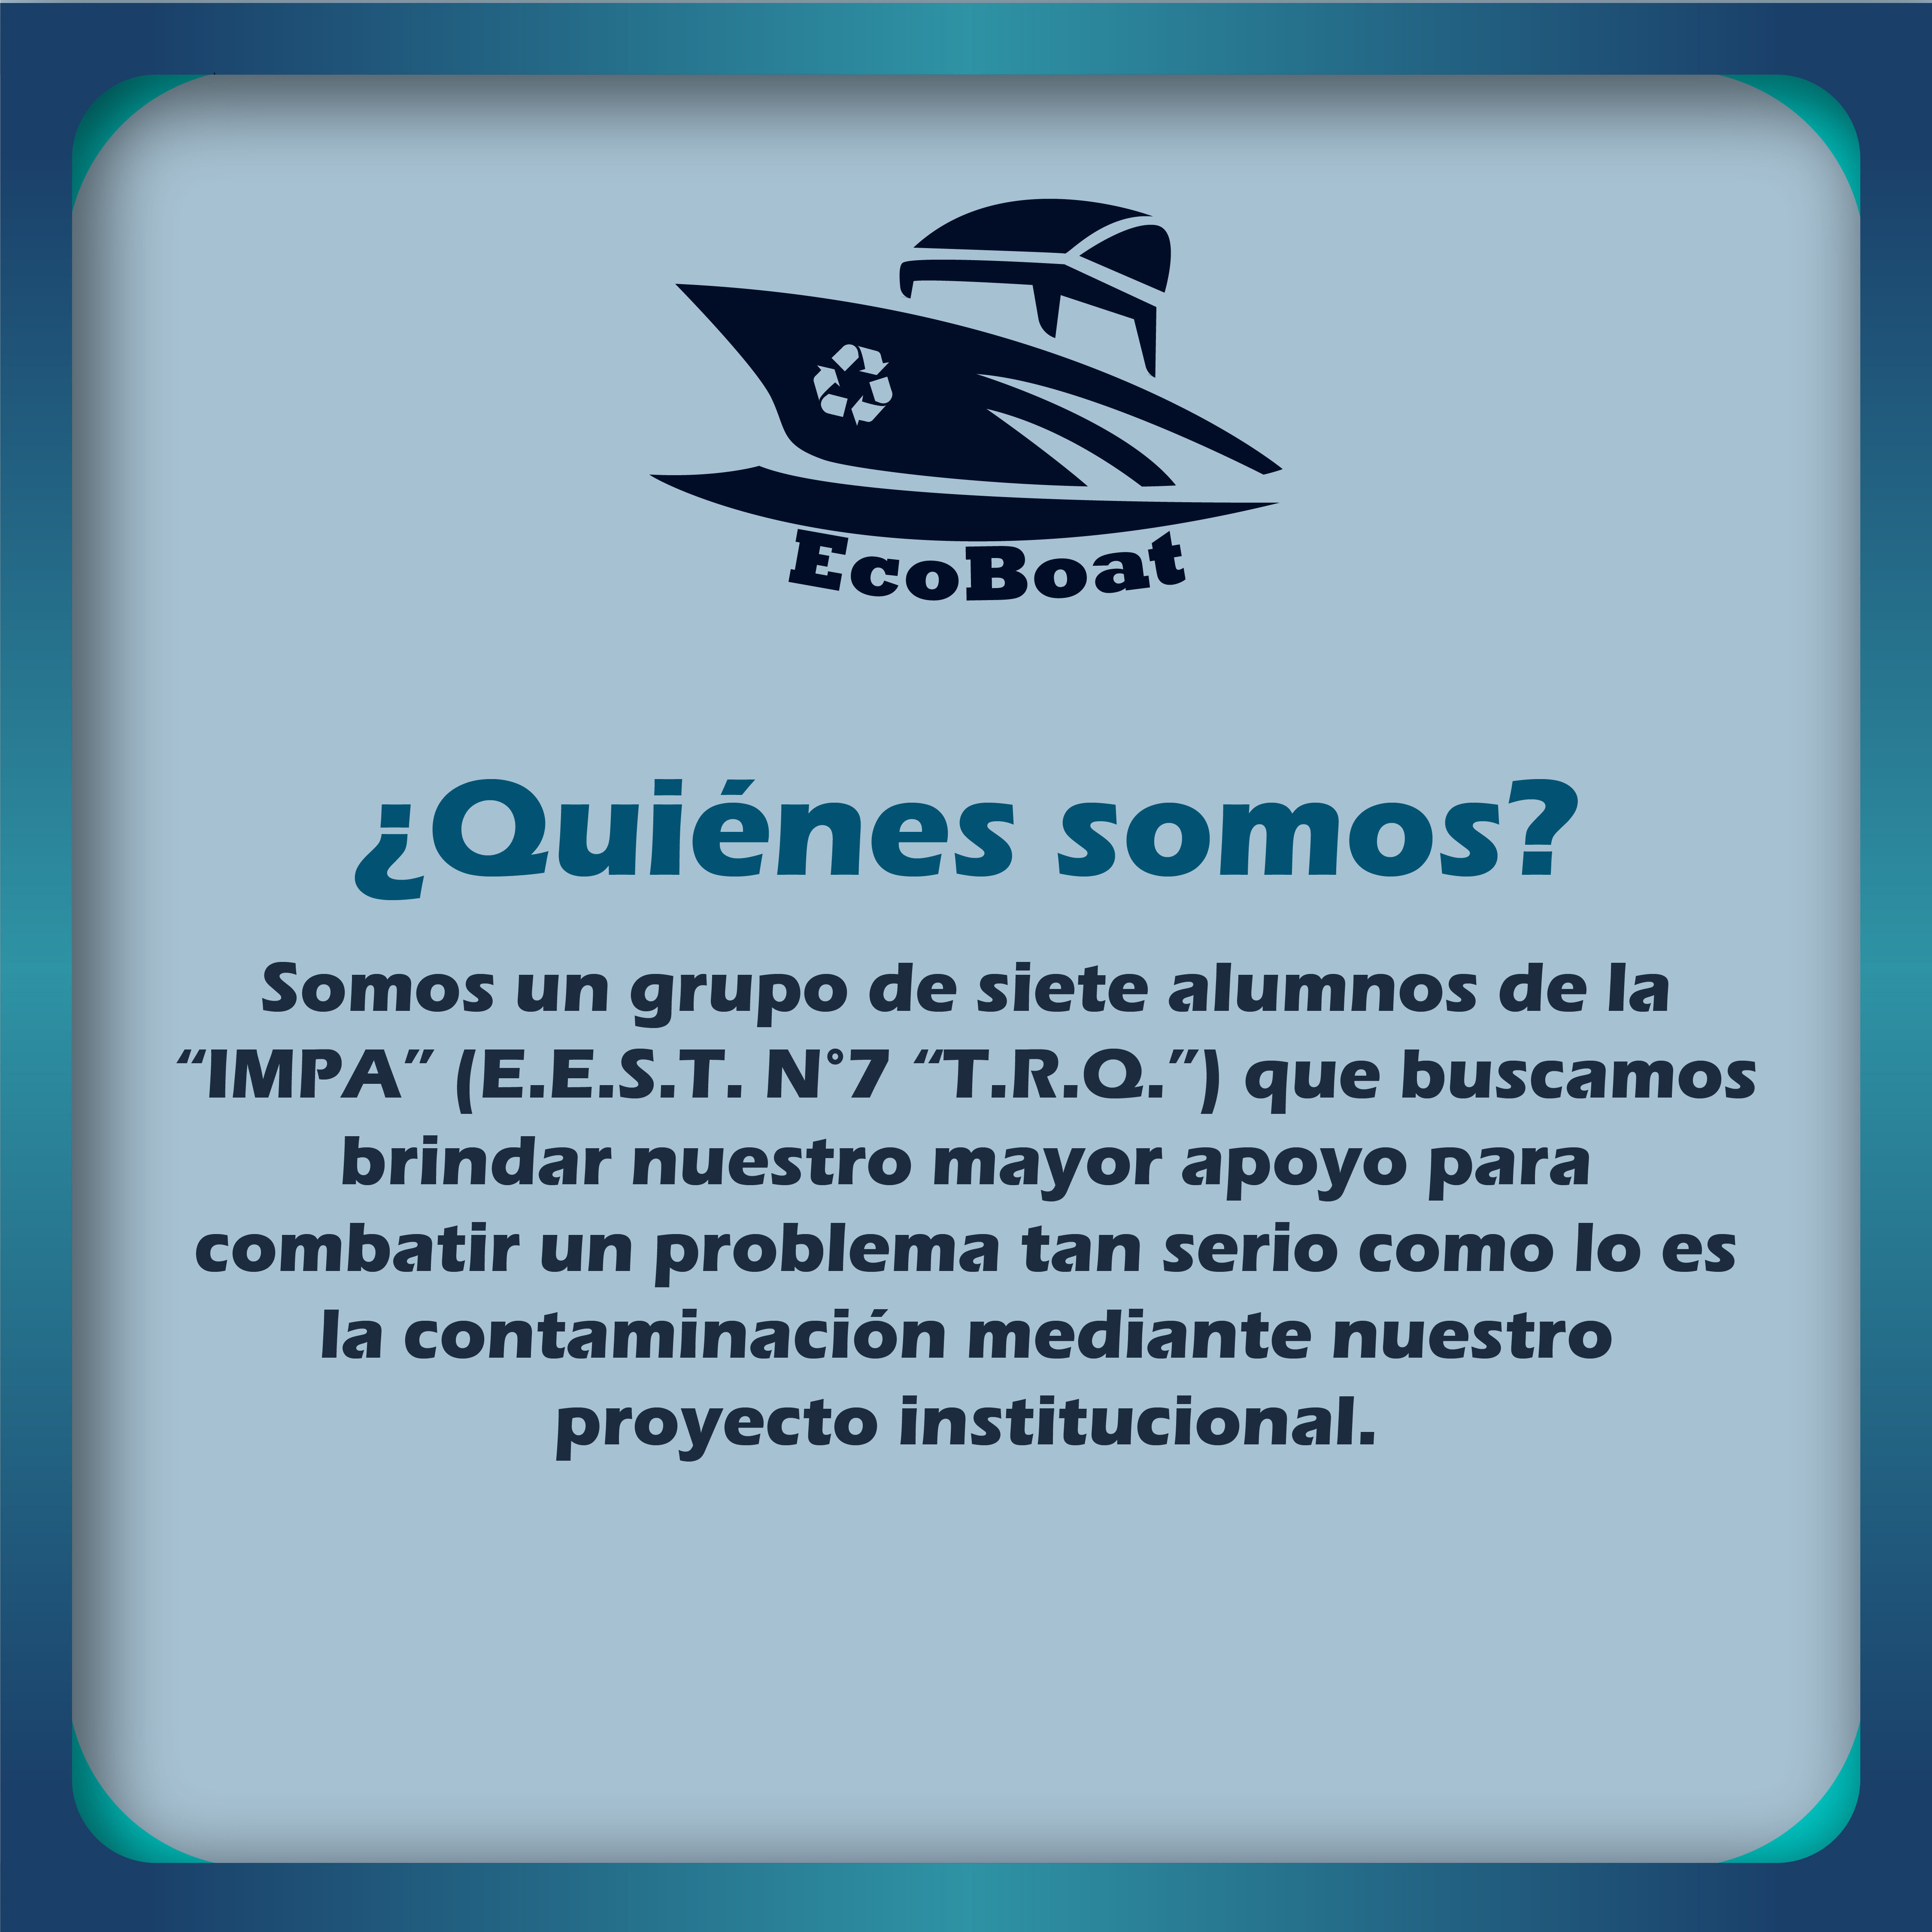 EcoBoat
¿Quiénes somos?
Somos un grupo de siete alumnos de la
"IMPA" (E.E.S.T. N°7 "T.R.Q.") que buscamos
brindar nuestro mayor apoyo para
combatir un problema tan serio como lo es
la contaminación mediante nuestro
proyecto institucional.